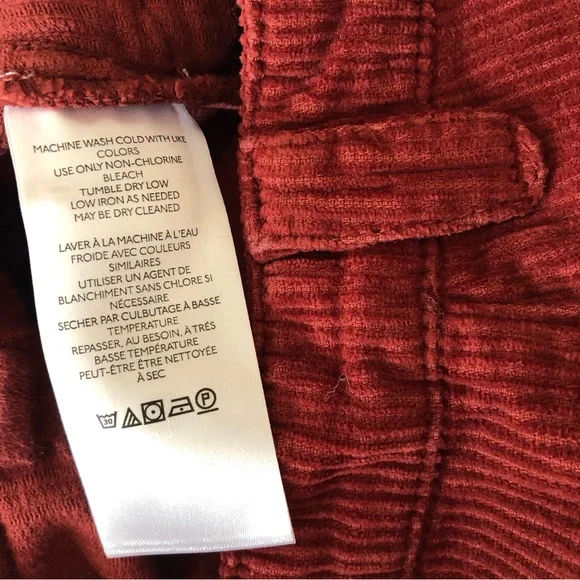 MACHINE WASH COLD WITH LIKE
COLORS
USE ONLY NON-CHLORINE
BLEACH
TUMBLE DRY LOW
LOW IRON AS NEEDED
MAY BE DRY CLEANED
LAVER À LA MACHINE À L'EAU
FROIDE AVEC COULEURS
SIMILAIRES
UTILISER UN AGENT DE
BLANCHIMENT SANS CHLORE SI
NÉCESSAIRE
SECHER PAR CULBUTAGE À BASSE
TEMPERATURE
REPASSER, AU BESOIN, À TRÉS
BASSE TEMPÉRATURE
PEUT-ÊTRE ÊTRE NETTOYÉE
À SEC
30 P